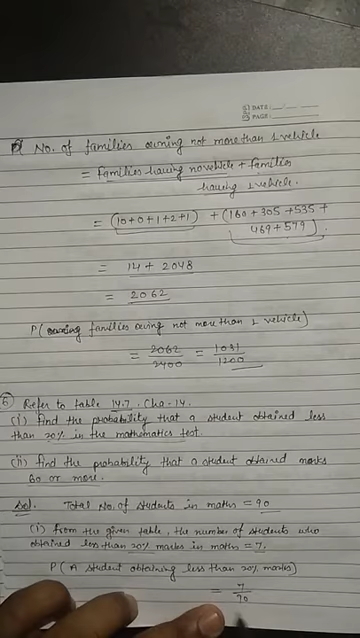 DATE: __/__/__
PAGE:
No. of families owning not more than 1 vehicle
= Families having no vehicle + families
having 1 vehicle.
= (10+0+1+2+1) + (160+305+535+
469+579)
= 14 + 2048
= 2062
P( families owing not more than 1 vehicle)
= 2062/2400 = 1031/1200
⑥ Refer to table 14.7, Cha-14.
(i) find the probability that a student obtained less
than 20% in the mathematics test.
(ii) find the probability that a student obtained marks
60 or more.
Sol. Total No. of students in maths = 90
(i) From the given table, the number of students who
obtained less than 20% marks in maths = 7.
P(A student obtaining less than 20% marks)
= 7/90